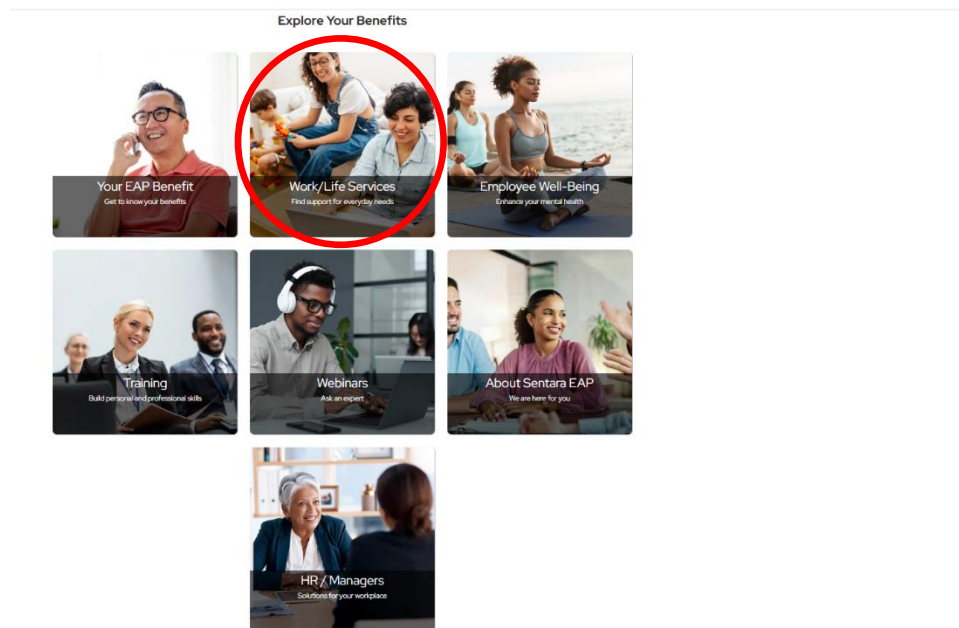 Explore Your Benefits
Your EAP Benefit
Get to know your benefits
Work/Life Services
Find support for everyday needs
Employee Well-Being
Enhance your mental health
Training
Build personal and professional skills
Webinars
Ask an expert
About Sentara EAP
We are here for you
HR / Managers
Solutions for your workplace